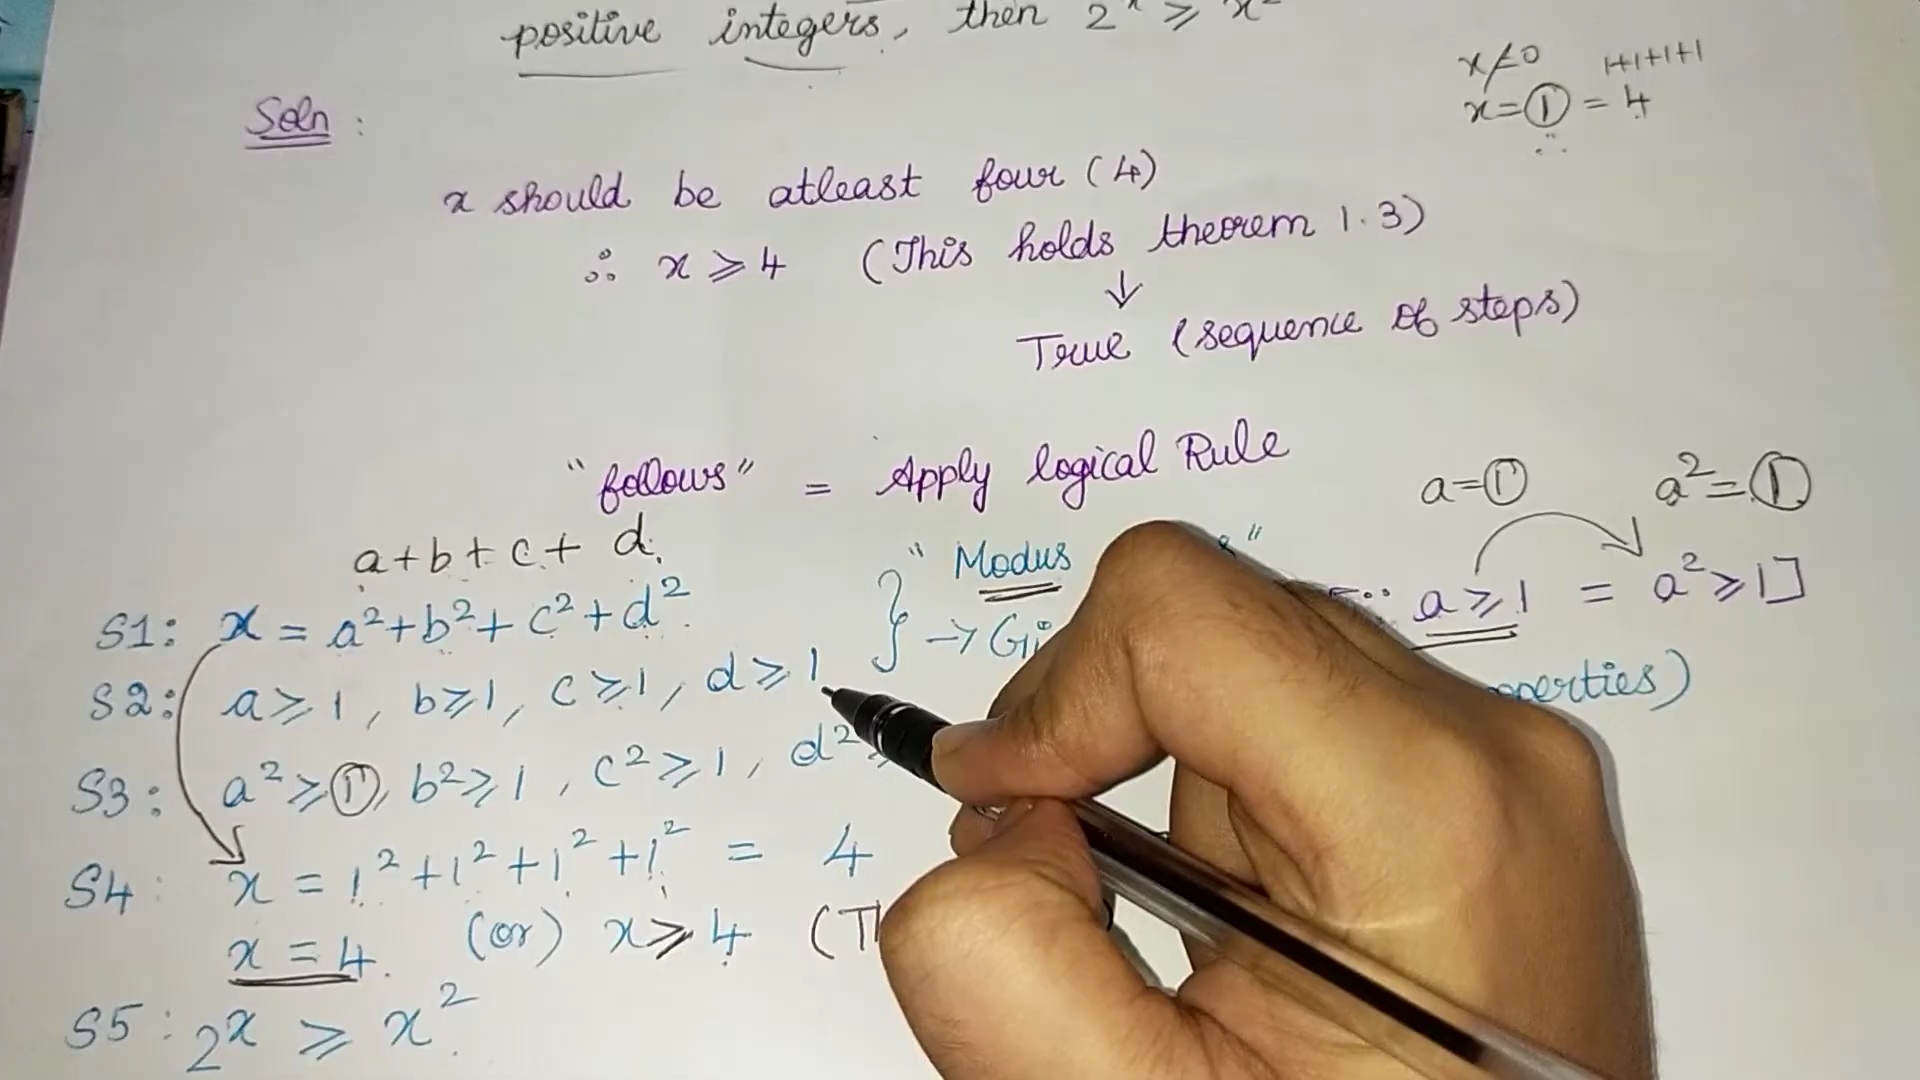 positive integers, then 2ˣ ≥ x²
x≠0 1+1+1+1
x=① = 4
Soln :
x should be atleast four (4)
∴ x ≥ 4 (This holds theorem 1.3)
↓
True (sequence of steps)
"follows" = Apply logical Rule
a=① a²=①
a+b+c+d
"Modus
S1: x = a²+b²+c²+d² } ∵ a≥1 = a²≥1]
S2: a≥1, b≥1, c≥1, d≥1 →
S3: a²≥①, b²≥1, c²≥1, d²
S4: x = 1²+1²+1²+1² = 4
x = 4. (or) x ≥ 4
S5: 2ˣ ≥ x²